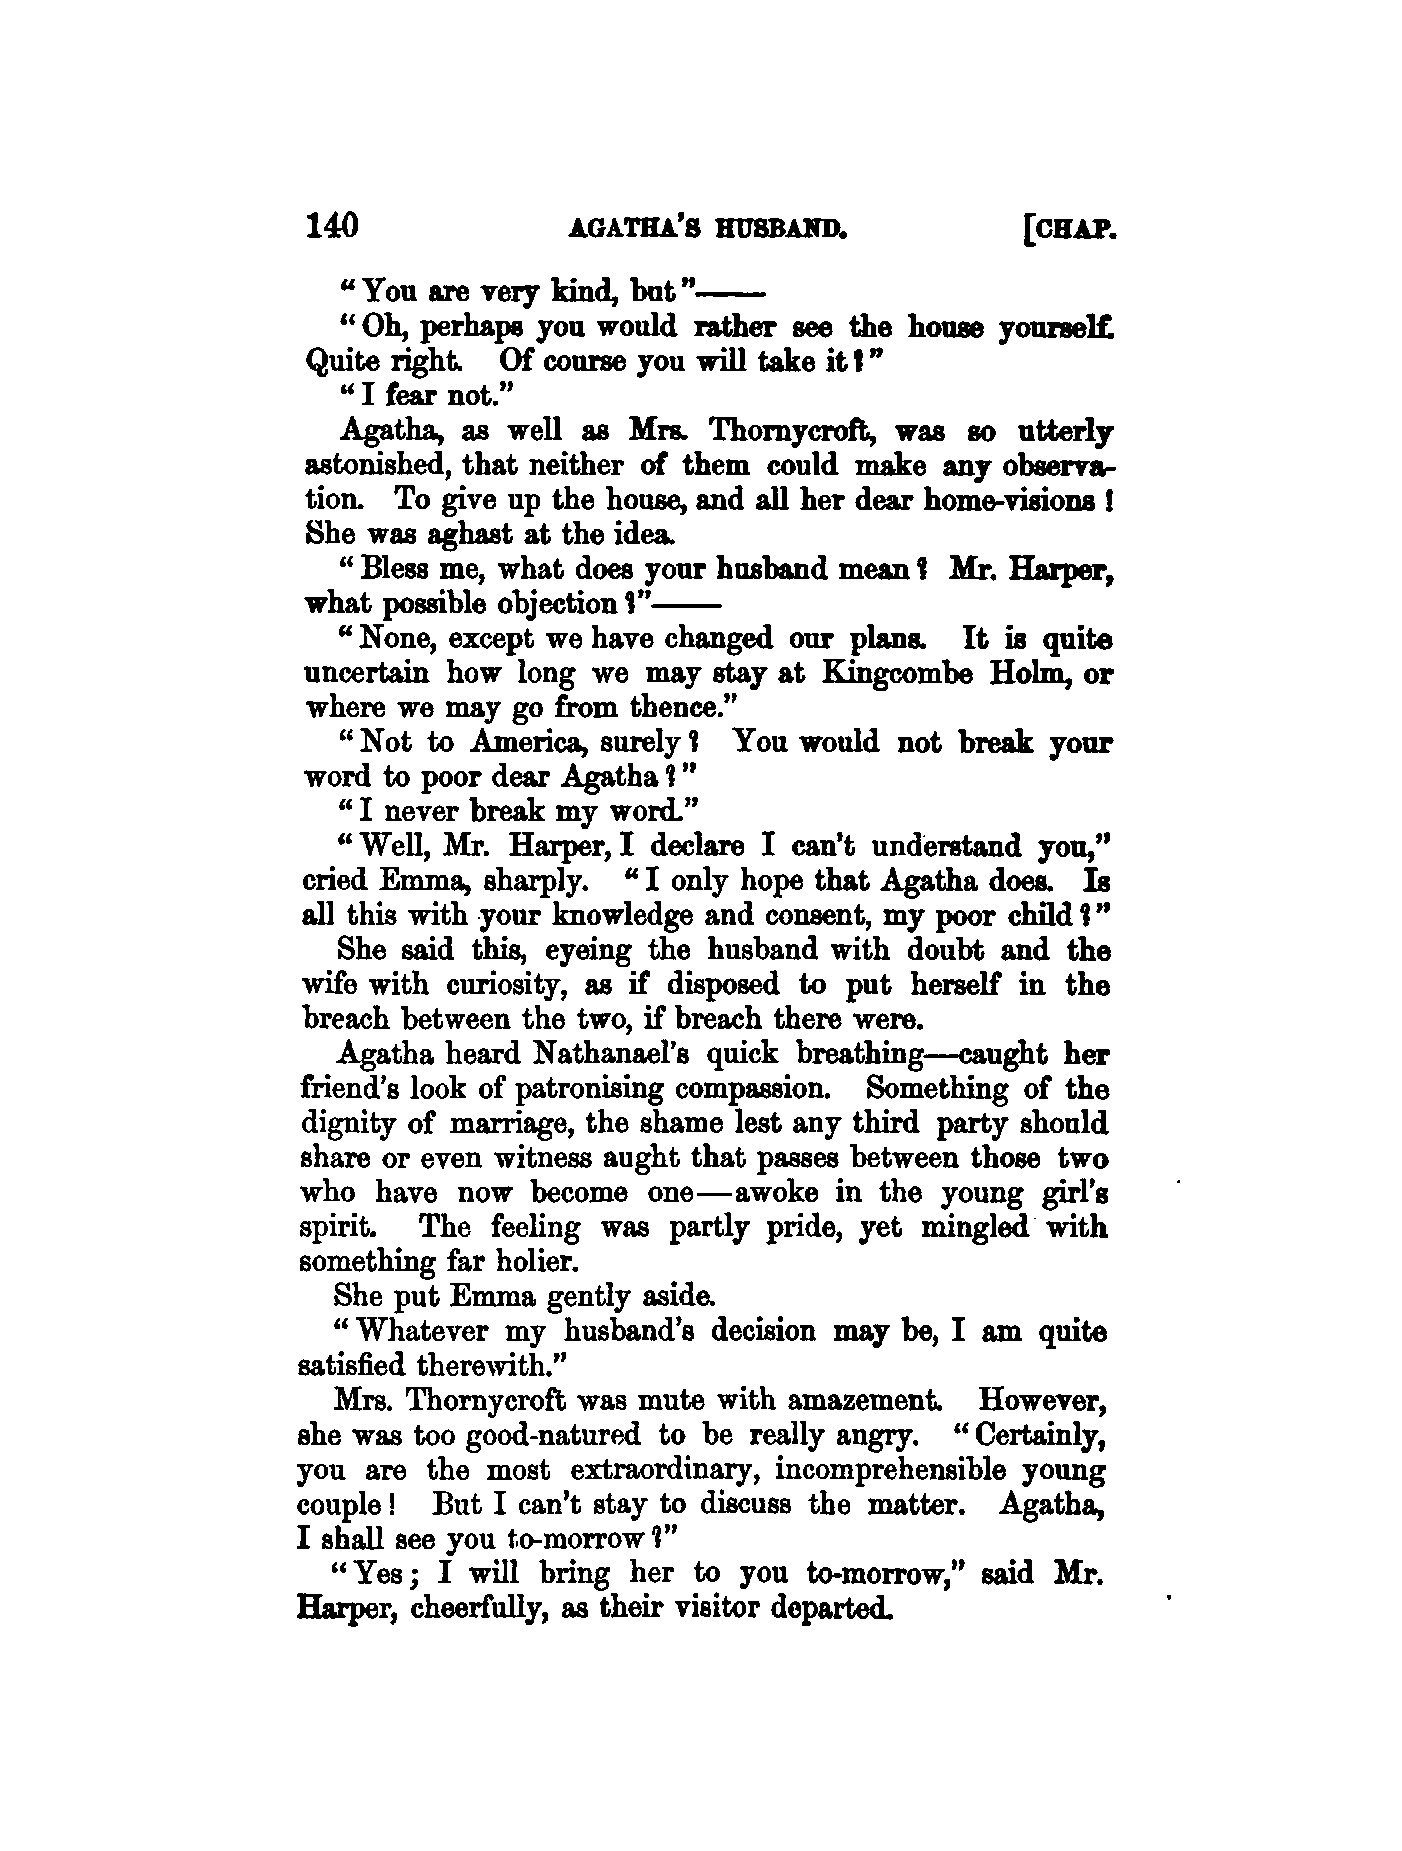 140 AGATHA'S HUSBAND. [CHAP.
"You are very kind, but"——
"Oh, perhaps you would rather see the house yourself.
Quite right. Of course you will take it?"
"I fear not."
Agatha, as well as Mrs. Thornycroft, was so utterly
astonished, that neither of them could make any observa-
tion. To give up the house, and all her dear home-visions!
She was aghast at the idea.
"Bless me, what does your husband mean? Mr. Harper,
what possible objection?"——
"None, except we have changed our plans. It is quite
uncertain how long we may stay at Kingcombe Holm, or
where we may go from thence."
"Not to America, surely? You would not break your
word to poor dear Agatha?"
"I never break my word."
"Well, Mr. Harper, I declare I can't understand you,"
cried Emma, sharply. "I only hope that Agatha does. Is
all this with your knowledge and consent, my poor child?"
She said this, eyeing the husband with doubt and the
wife with curiosity, as if disposed to put herself in the
breach between the two, if breach there were.
Agatha heard Nathanael's quick breathing—caught her
friend's look of patronising compassion. Something of the
dignity of marriage, the shame lest any third party should
share or even witness aught that passes between those two
who have now become one—awoke in the young girl's
spirit. The feeling was partly pride, yet mingled with
something far holier.
She put Emma gently aside.
"Whatever my husband's decision may be, I am quite
satisfied therewith."
Mrs. Thornycroft was mute with amazement. However,
she was too good-natured to be really angry. "Certainly,
you are the most extraordinary, incomprehensible young
couple! But I can't stay to discuss the matter. Agatha,
I shall see you to-morrow?"
"Yes; I will bring her to you to-morrow," said Mr.
Harper, cheerfully, as their visitor departed.